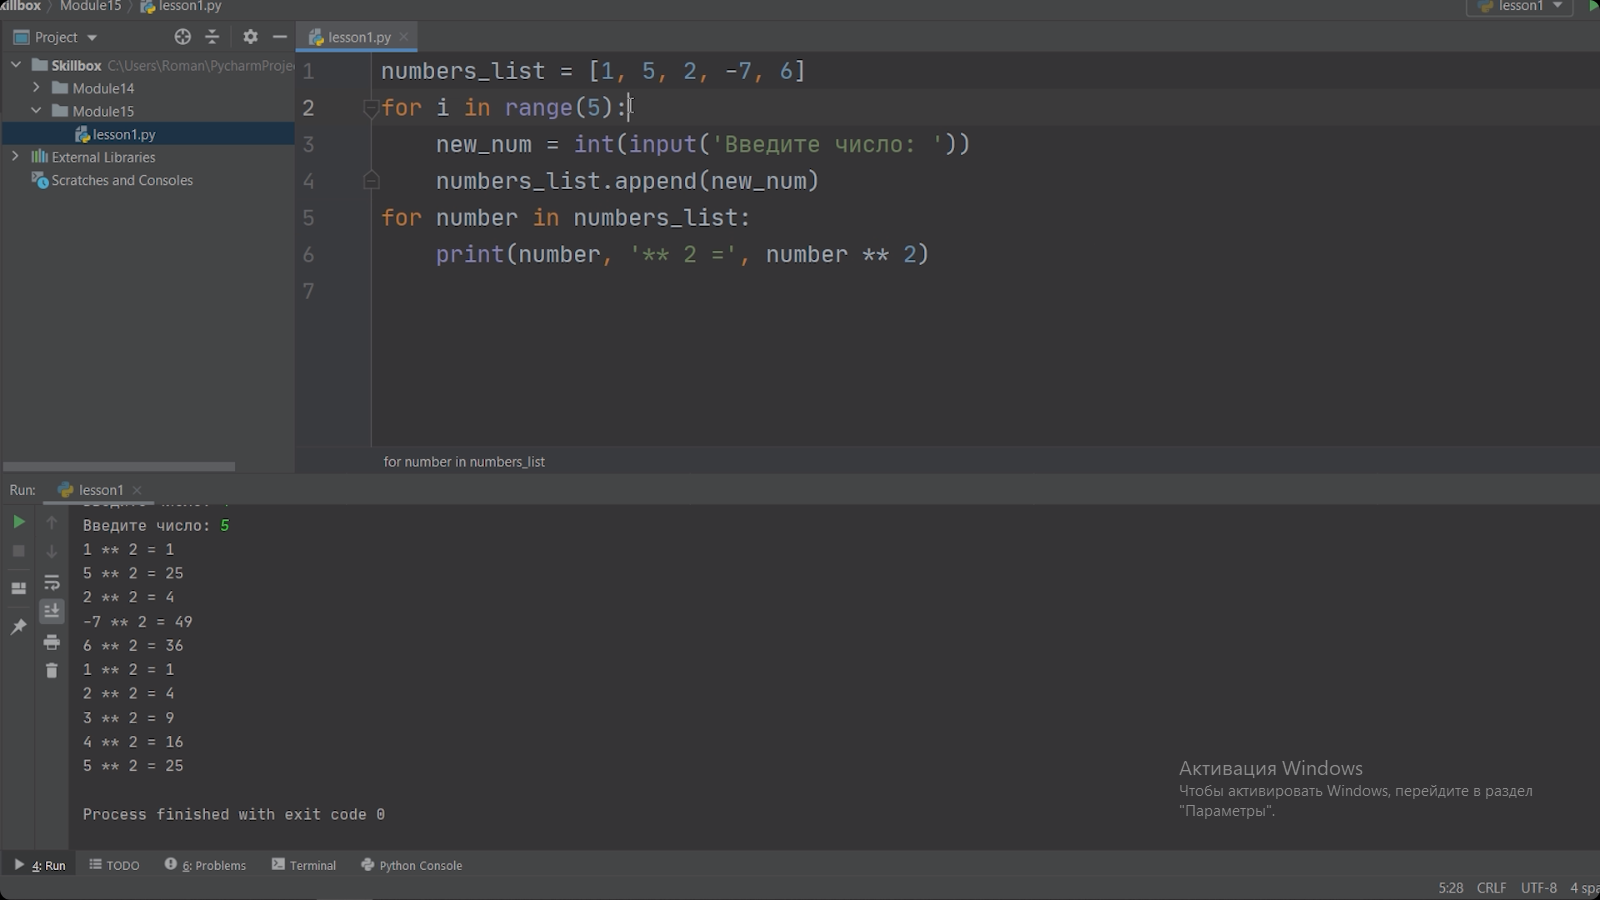 killbox Module15 lesson1.py lesson1
Project lesson1.py
Skillbox C:\Users\Roman\PycharmProje
Module14
Module15
lesson1.py
External Libraries
Scratches and Consoles
1 numbers_list = [1, 5, 2, -7, 6]
2 for i in range(5):
3 new_num = int(input('Введите число: '))
4 numbers_list.append(new_num)
5 for number in numbers_list:
6 print(number, '** 2 =', number ** 2)
7
for number in numbers_list
Run: lesson1
Введите число: 5
1 ** 2 = 1
5 ** 2 = 25
2 ** 2 = 4
-7 ** 2 = 49
6 ** 2 = 36
1 ** 2 = 1
2 ** 2 = 4
3 ** 2 = 9
4 ** 2 = 16
5 ** 2 = 25
Process finished with exit code 0
Активация Windows
Чтобы активировать Windows, перейдите в раздел
"Параметры".
4: Run TODO 6: Problems Terminal Python Console
5:28 CRLF UTF-8 4 spa